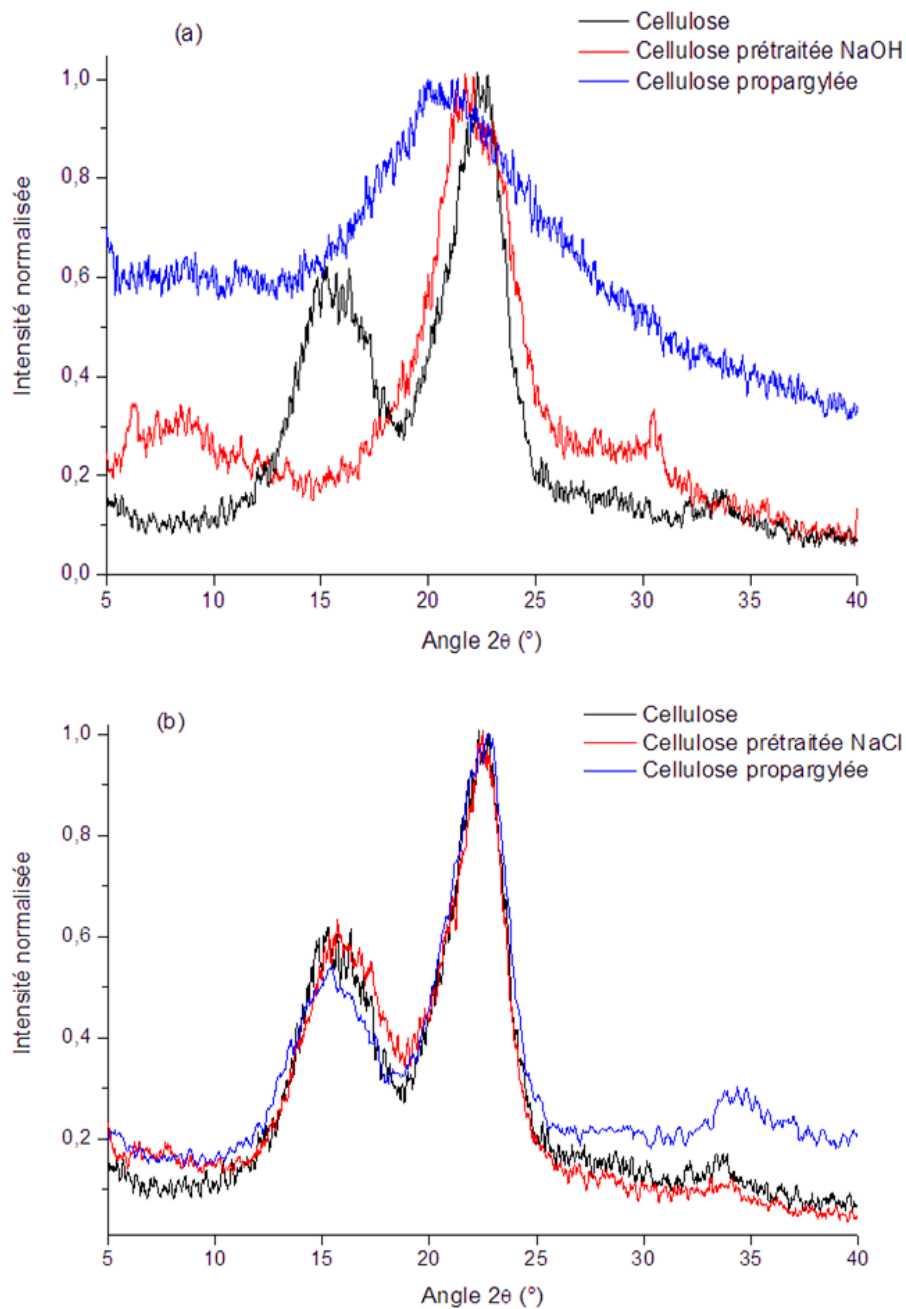 (a)
Cellulose
Cellulose prétraitée NaOH
Cellulose propargylée
1,0
0,8
0,6
0,4
0,2
0,0
Intensité normalisée
5 10 15 20 25 30 35 40
Angle 2θ (°)
(b)
Cellulose
Cellulose prétraitée NaCl
Cellulose propargylée
1,0
0,8
0,6
0,4
0,2
Intensité normalisée
5 10 15 20 25 30 35 40
Angle 2θ (°)